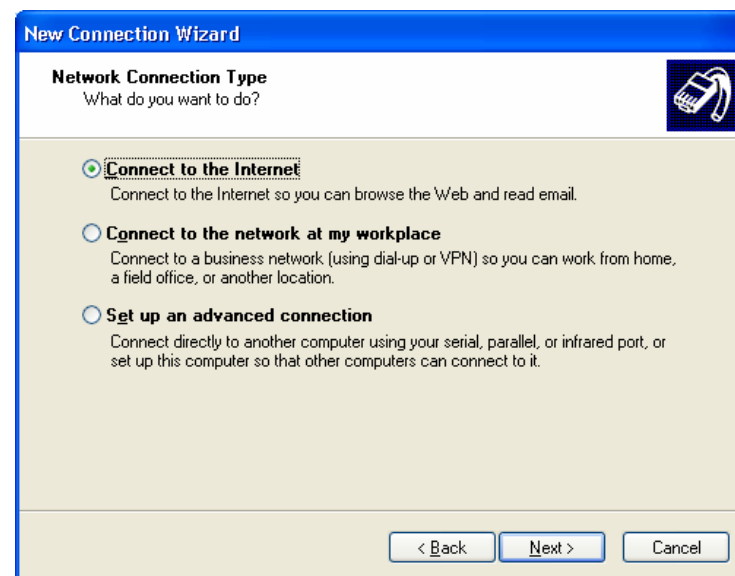 New Connection Wizard
Network Connection Type
What do you want to do?
Connect to the Internet
Connect to the Internet so you can browse the Web and read email.
Connect to the network at my workplace
Connect to a business network (using dial-up or VPN) so you can work from home,
a field office, or another location.
Set up an advanced connection
Connect directly to another computer using your serial, parallel, or infrared port, or
set up this computer so that other computers can connect to it.
< Back
Next >
Cancel